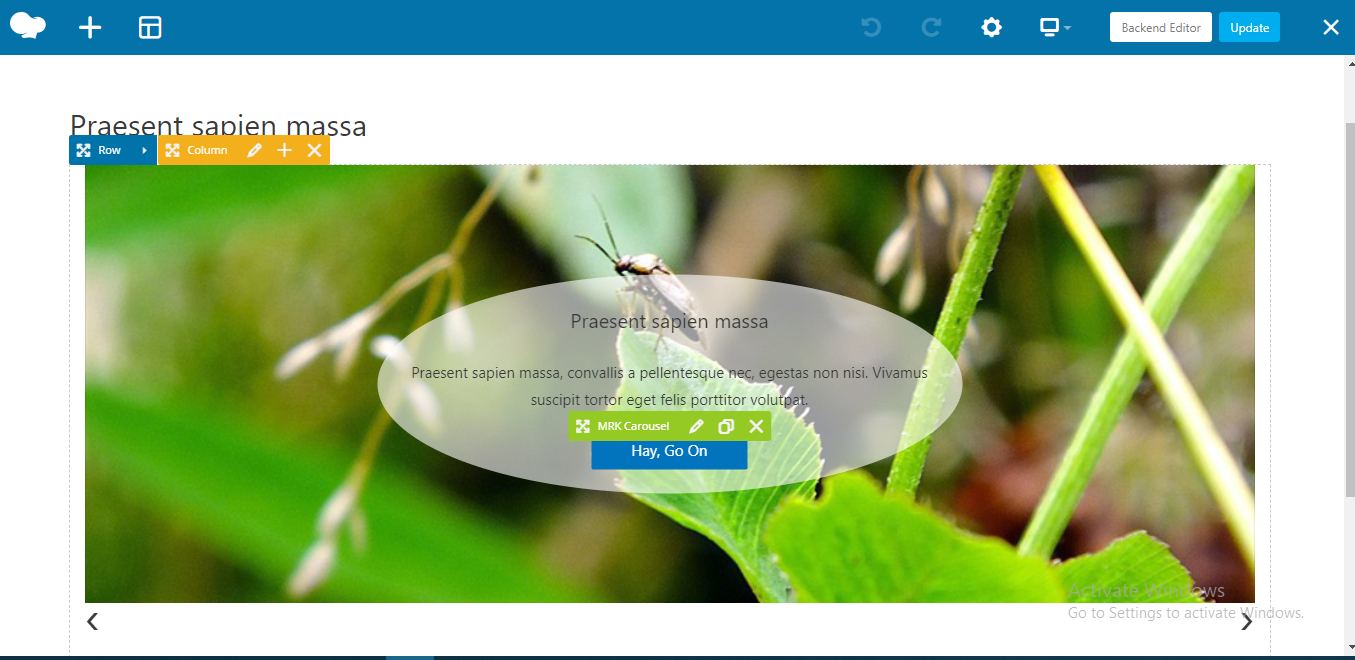 Backend Editor
Update
Praesent sapien massa
Row
Column
Praesent sapien massa
Praesent sapien massa, convallis a pellentesque nec, egestas non nisi. Vivamus
suscipit tortor eget felis porttitor volutpat.
MRK Carousel
Hay, Go On
Activate Windows
Go to Settings to activate Windows.